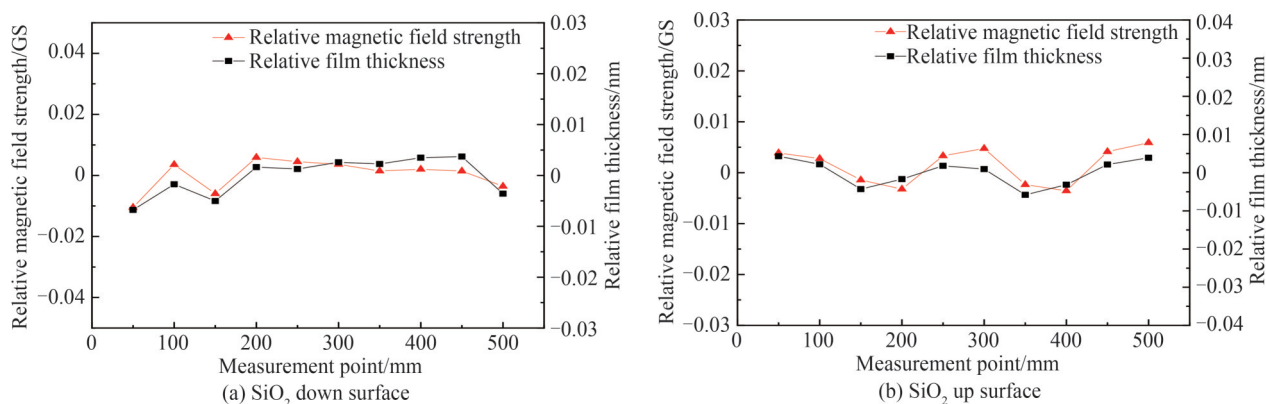 Relative magnetic field strength/GS
0.04
0.02
0
−0.02
−0.04
Relative magnetic field strength
Relative film thickness
0.03
0.02
0.01
0
−0.01
−0.02
−0.03
Relative film thickness/nm
0 100 200 300 400 500
Measurement point/mm
(a) SiO2 down surface
Relative magnetic field strength/GS
0.03
0.02
0.01
0
−0.01
−0.02
−0.03
Relative magnetic field strength
Relative film thickness
0.04
0.03
0.02
0.01
0
−0.01
−0.02
−0.03
−0.04
Relative film thickness/nm
0 100 200 300 400 500
Measurement point/mm
(b) SiO2 up surface